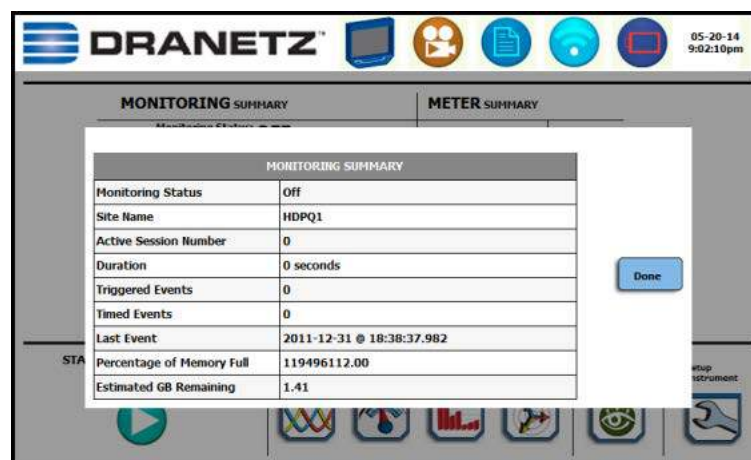 DRANETZ
05-20-14
9:02:10pm
MONITORING SUMMARY
METER SUMMARY
MONITORING SUMMARY
Monitoring Status Off
Site Name HDPQ1
Active Session Number 0
Duration 0 seconds
Triggered Events 0
Timed Events 0
Last Event 2011-12-31 @ 18:38:37.982
Percentage of Memory Full 119496112.00
Estimated GB Remaining 1.41
Done
STA